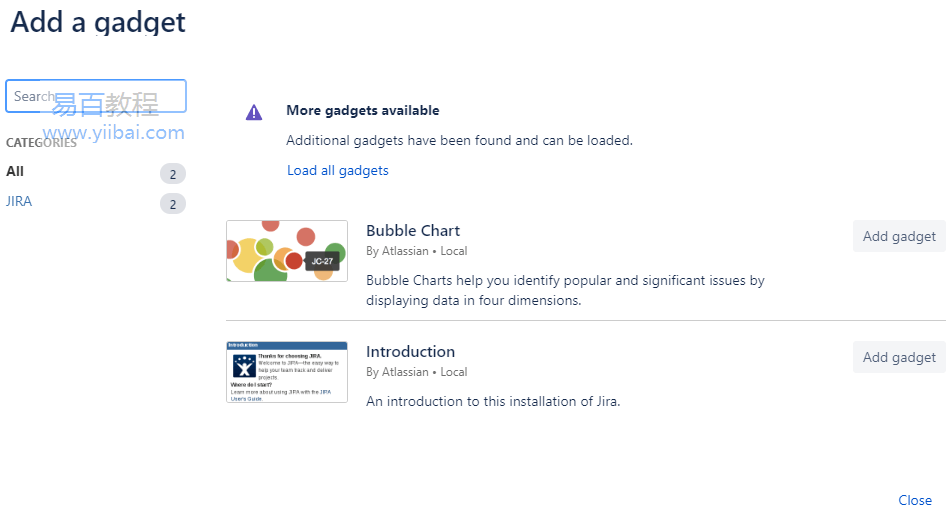 Add a gadget
Search
易百教程
www.yiibai.com
CATEGORIES
All 2
JIRA 2
More gadgets available
Additional gadgets have been found and can be loaded.
Load all gadgets
JC-27
Bubble Chart
By Atlassian • Local
Bubble Charts help you identify popular and significant issues by
displaying data in four dimensions.
Add gadget
Introduction
Thanks for choosing JIRA.
Welcome to JIRA—the easy way to
help your team track and deliver
projects.
Where do I start?
Learn more about using JIRA with the JIRA
User's Guide.
Introduction
By Atlassian • Local
An introduction to this installation of Jira.
Add gadget
Close